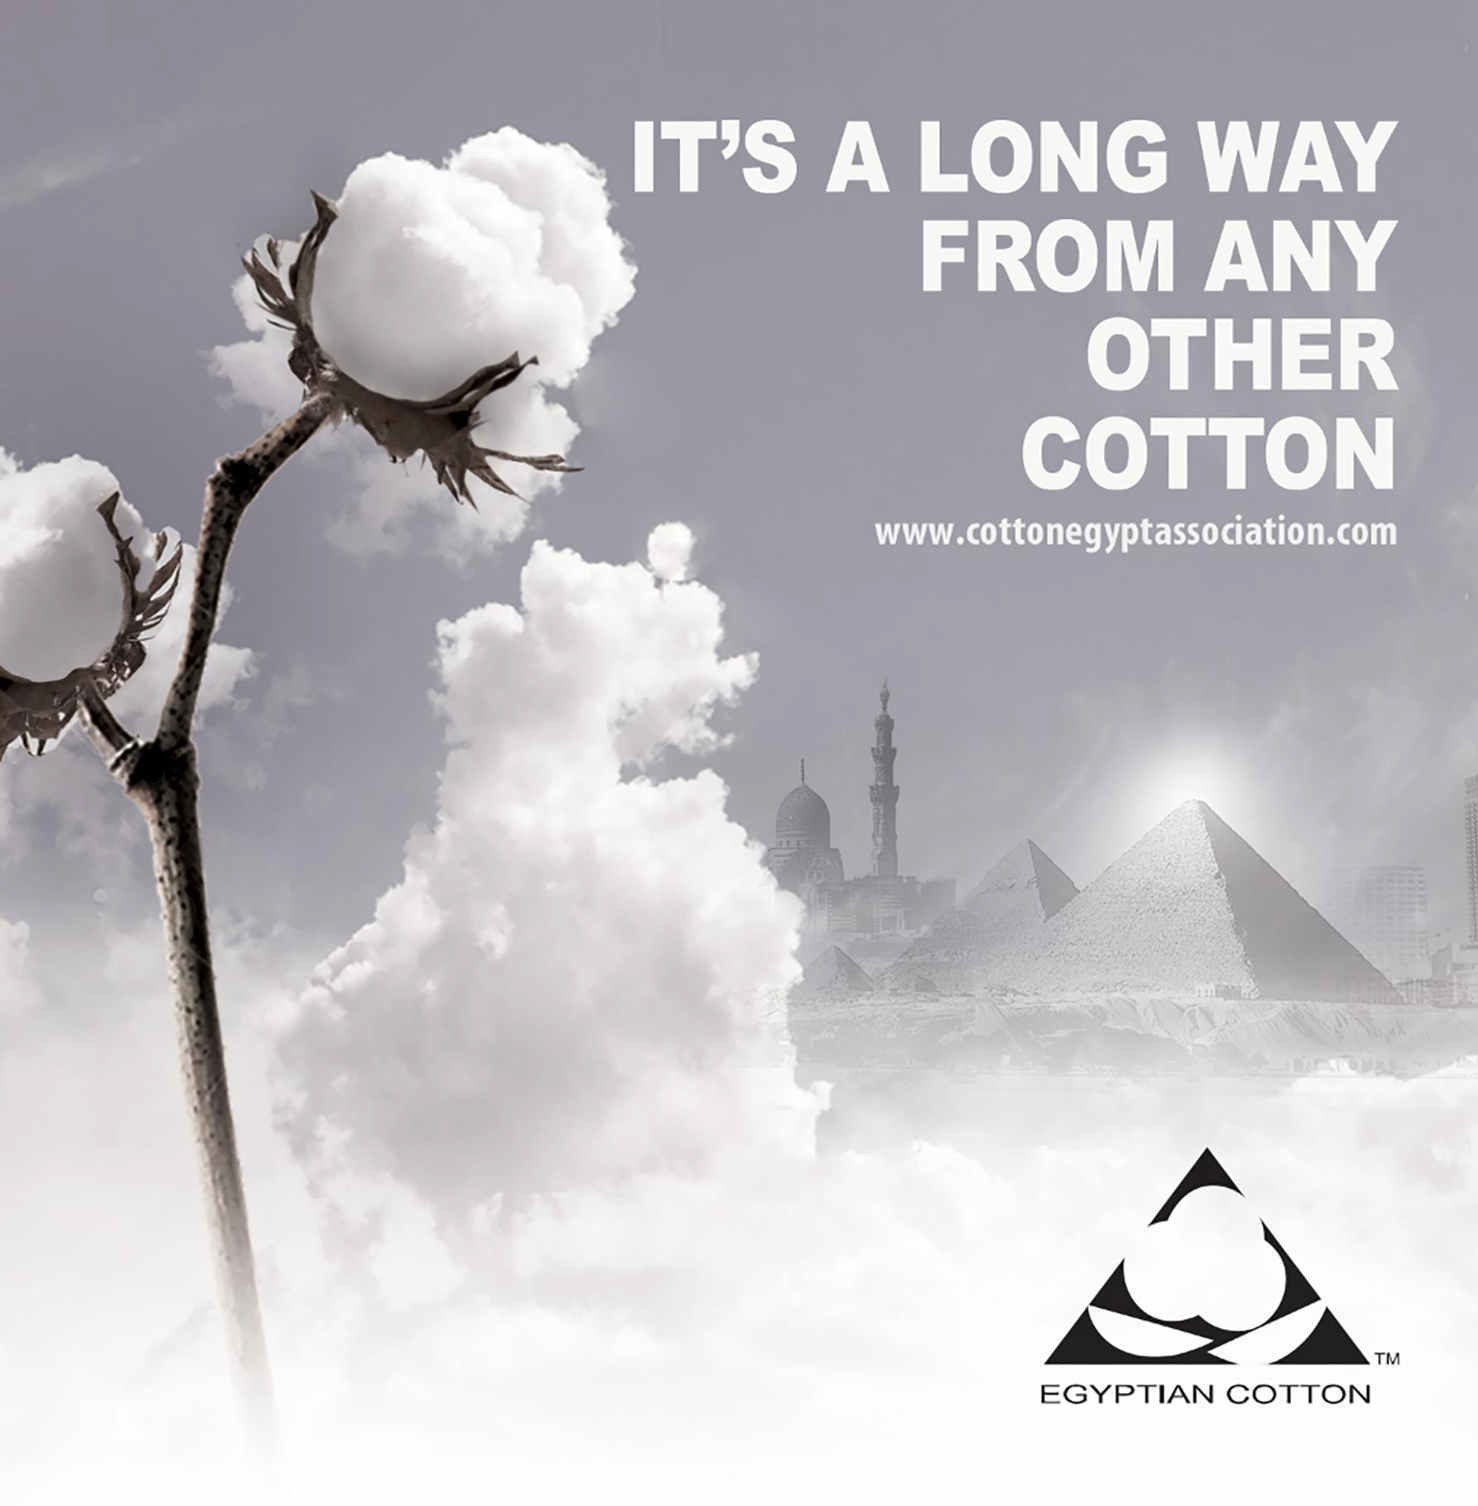 IT’S A LONG WAY
FROM ANY
OTHER
COTTON
www.cottonegyptassociation.com
TM
EGYPTIAN COTTON